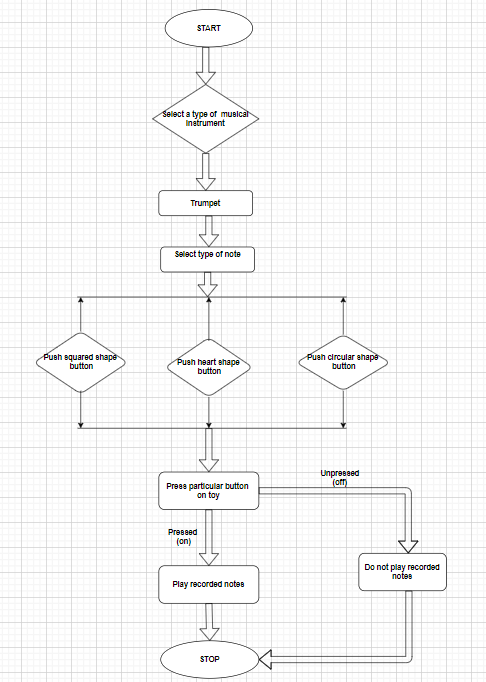 START
Select a type of musical
instrument
Trumpet
Select type of note
Push squared shape
button
Push heart shape
button
Push circular shape
button
Press particular button
on toy
Unpressed
(off)
Pressed
(on)
Do not play recorded
notes
Play recorded notes
STOP